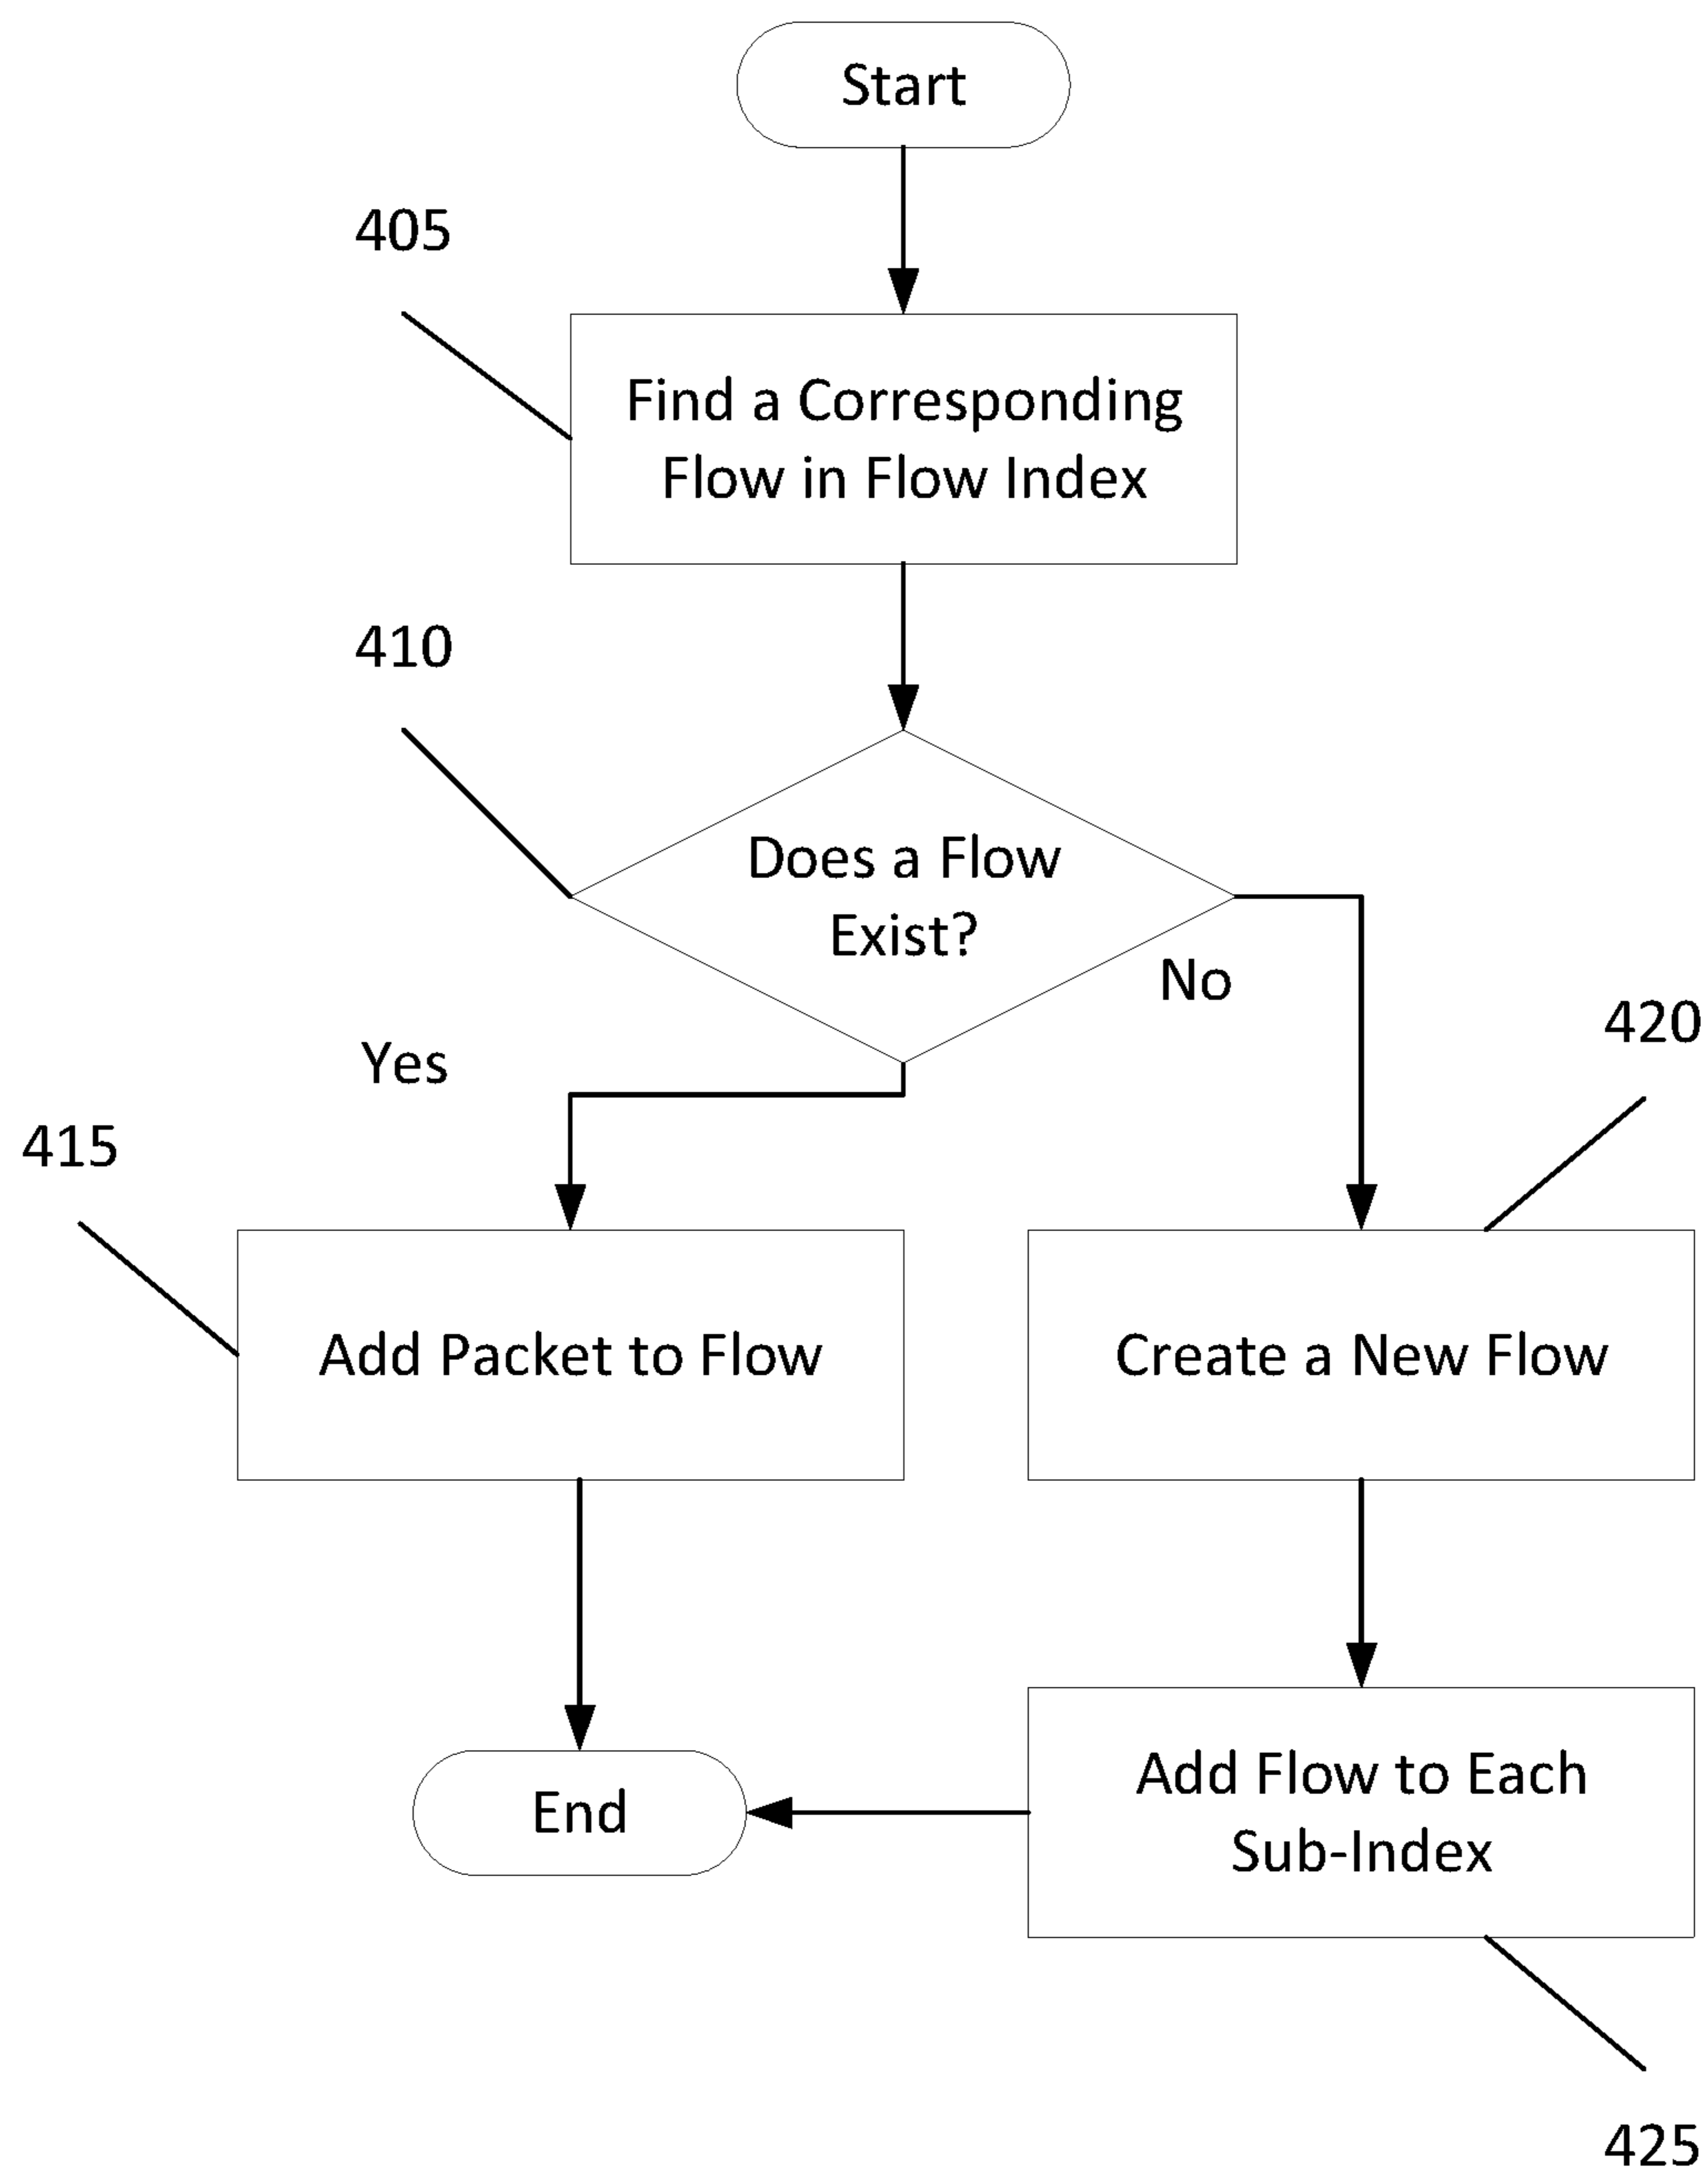 Start
405
Find a Corresponding
Flow in Flow Index
410
Does a Flow
Exist?
No
Yes
420
415
Add Packet to Flow
Create a New Flow
Add Flow to Each
Sub-Index
End
425